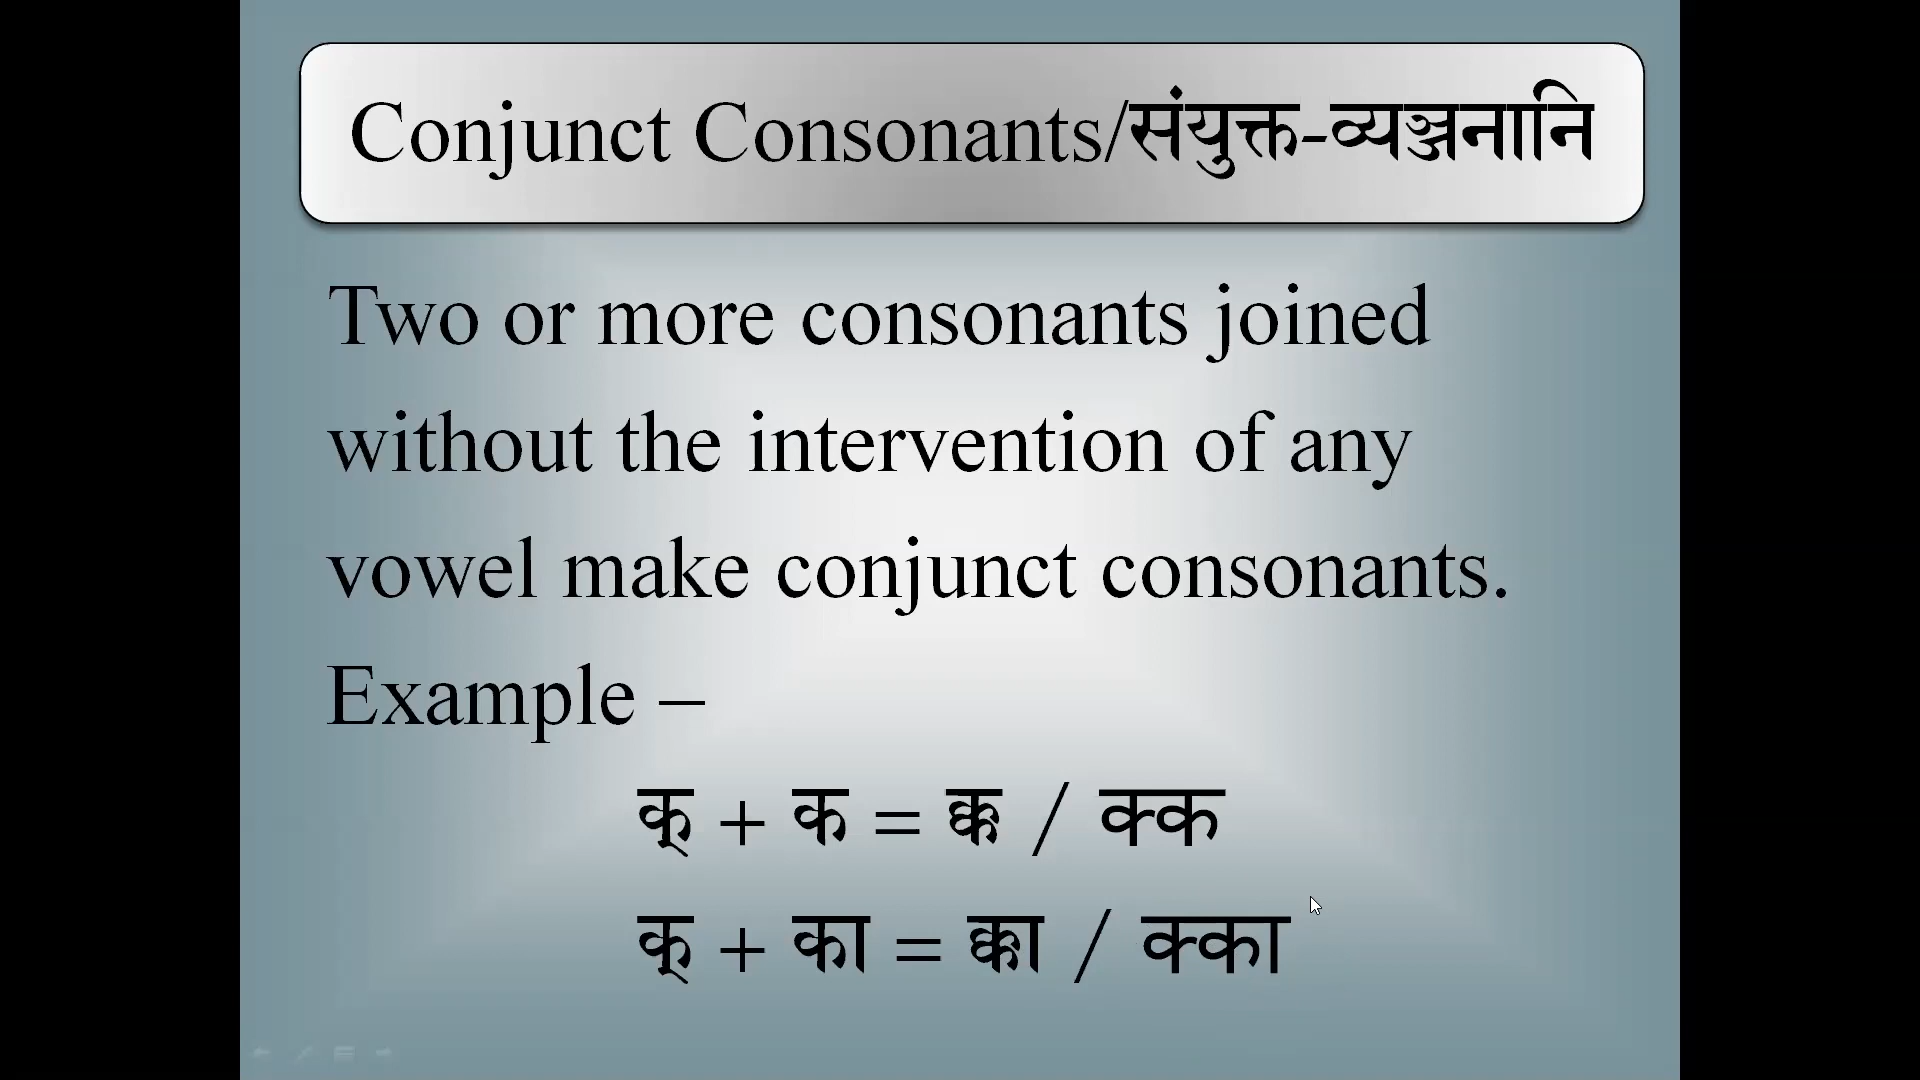 Conjunct Consonants/संयुक्त-व्यञ्जनानि
Two or more consonants joined
without the intervention of any
vowel make conjunct consonants.
Example –
क् + क = क्क / क्‍क
क् + का = क्का / क्‍का